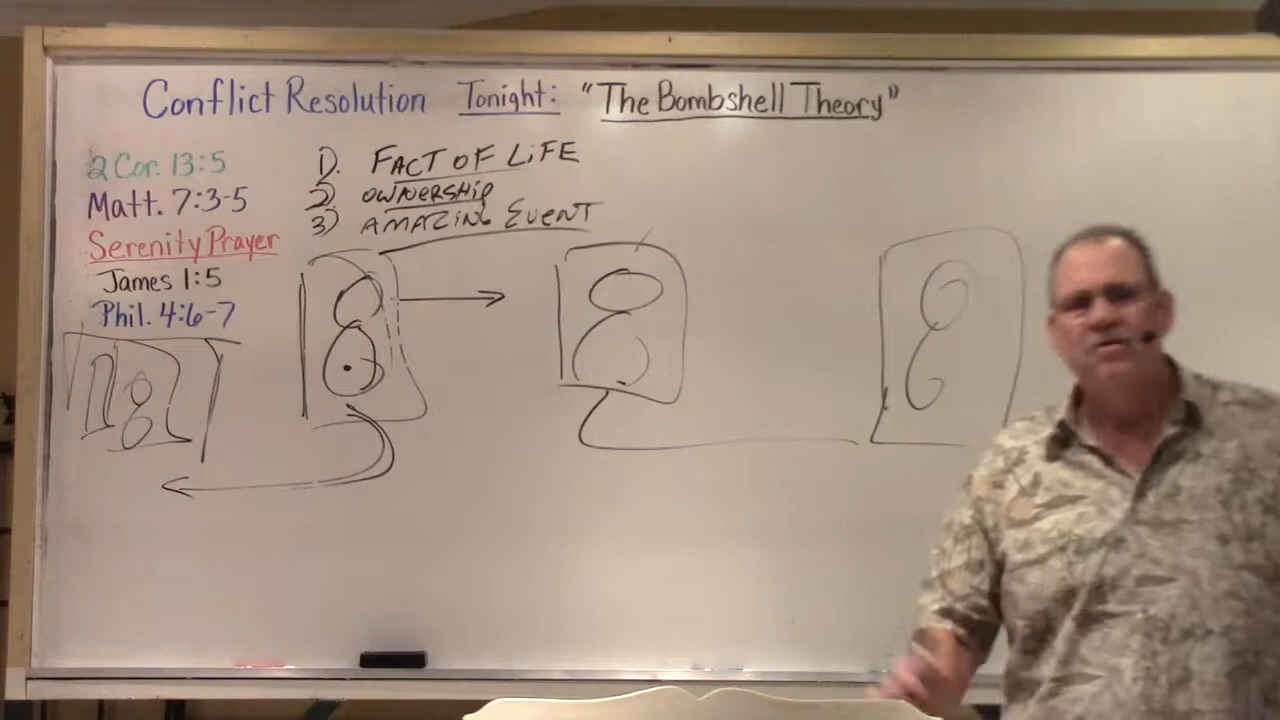 Conflict Resolution Tonight: "The Bombshell Theory"
2 Cor. 13:5
Matt. 7:3-5
Serenity Prayer
James 1:5
Phil. 4:6-7
1). FACT OF LiFE
2) OWNERSHiP
3) AMAZING EVENT